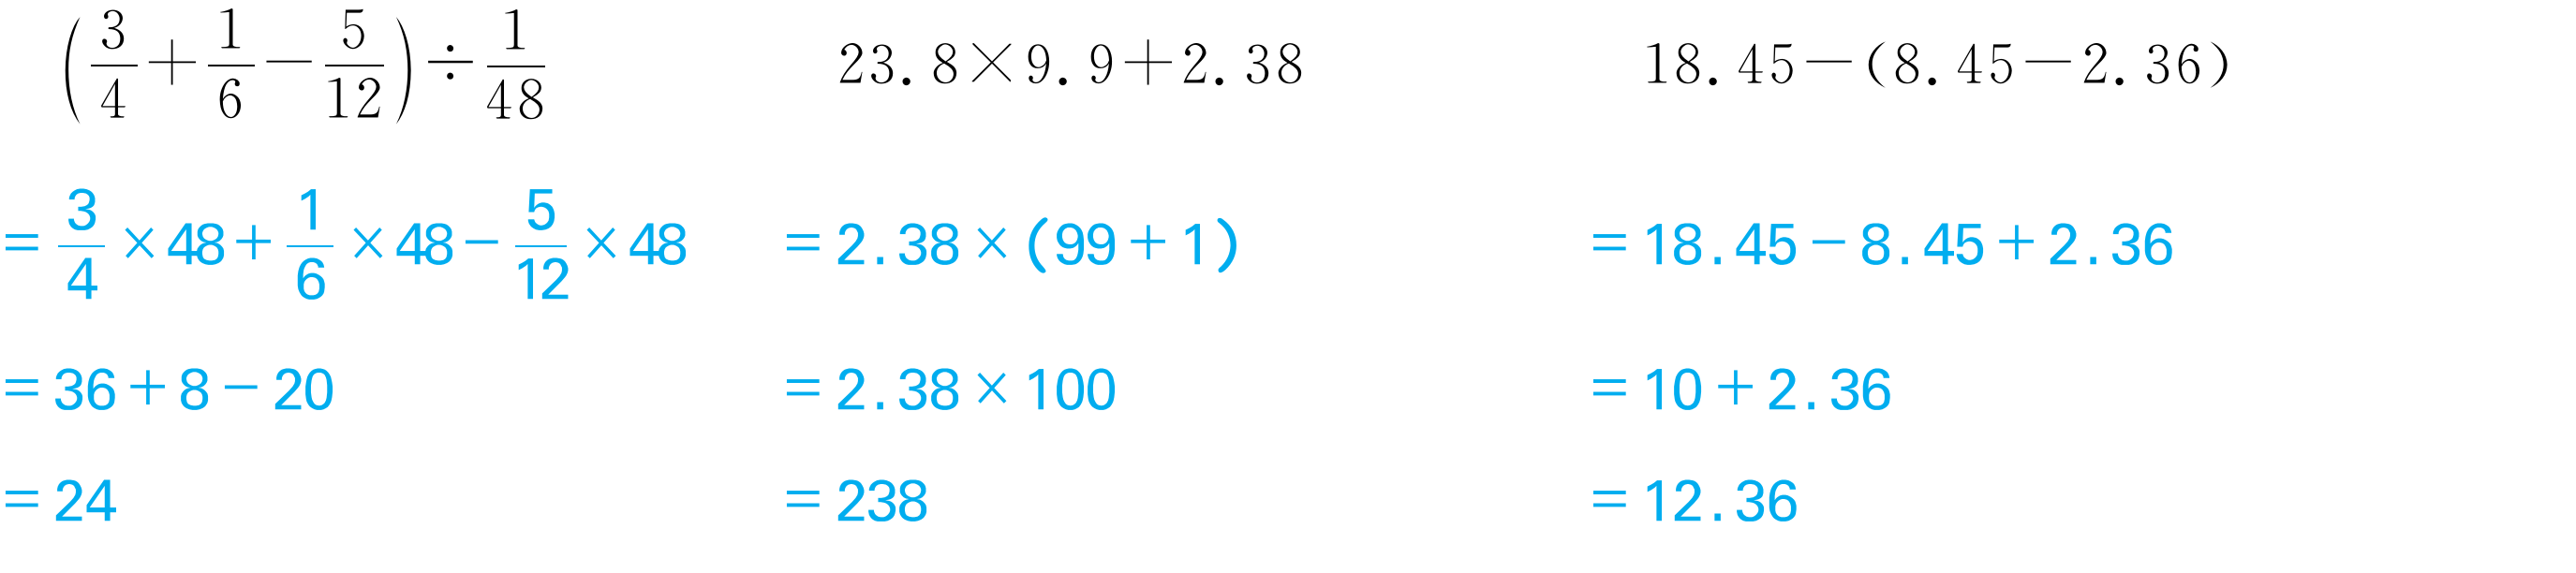 (3/4+1/6-5/12)÷1/48    23.8×9.9+2.38    18.45-(8.45-2.36)
=3/4×48+1/6×48-5/12×48    =2.38×(99+1)    =18.45-8.45+2.36
=36+8-20    =2.38×100    =10+2.36
=24    =238    =12.36